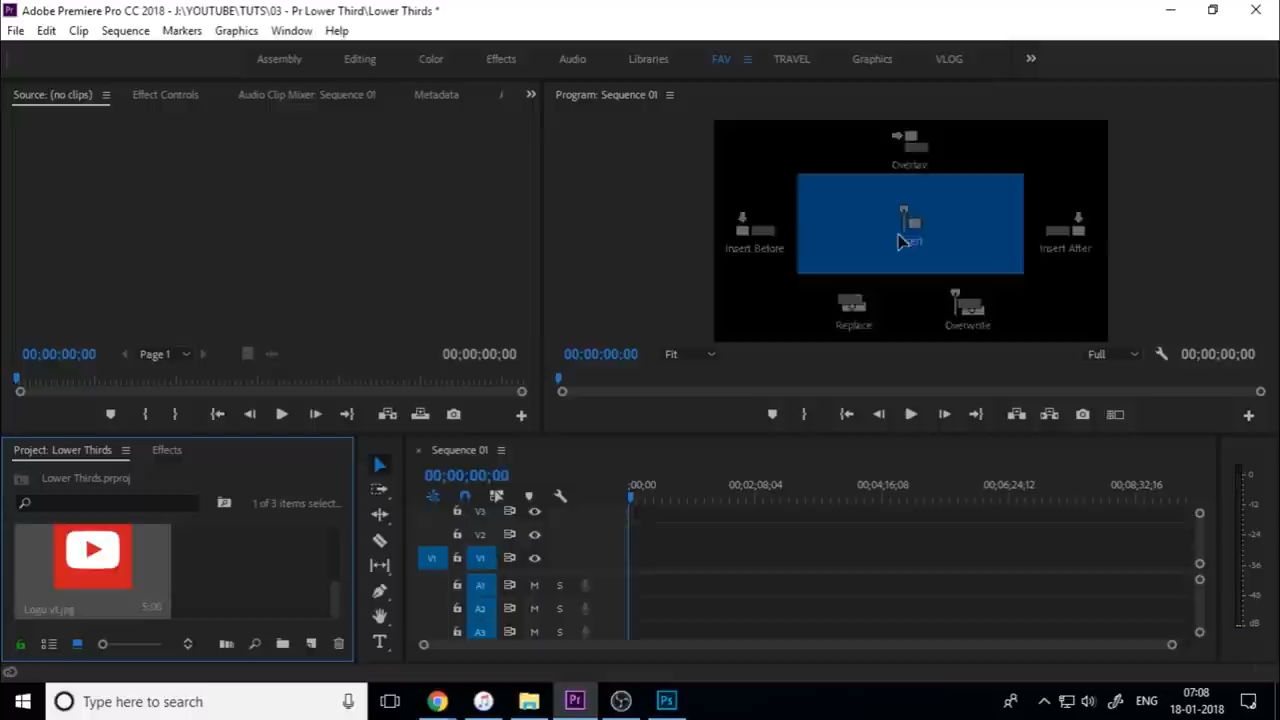 Adobe Premiere Pro CC 2018 - J:\YOUTUBE\TUTS\03 - Pr Lower Third\Lower Thirds *
File Edit Clip Sequence Markers Graphics Window Help
Assembly Editing Color Effects Audio Libraries FAV TRAVEL Graphics VLOG
Source: (no clips) Effect Controls Audio Clip Mixer: Sequence 01 Metadata
Program: Sequence 01
Overlay
Insert Before
Insert After
Replace Overwrite
00;00;00;00 Page 1 00;00;00;00
00;00;00;00 Fit Full 00;00;00;00
Project: Lower Thirds Effects
Lower Thirds.prproj
1 of 3 items select...
Logo v1.jpg 5;00
Sequence 01
00;00;00;00
;00;00 00;02;08;04 00;04;16;08 00;06;24;12 00;08;32;16
V3
V2
V1 V1
A1 M S
A2 M S
A3 M S
0
-12
-24
-36
-48
dB
Type here to search
ENG
07:08
18-01-2018